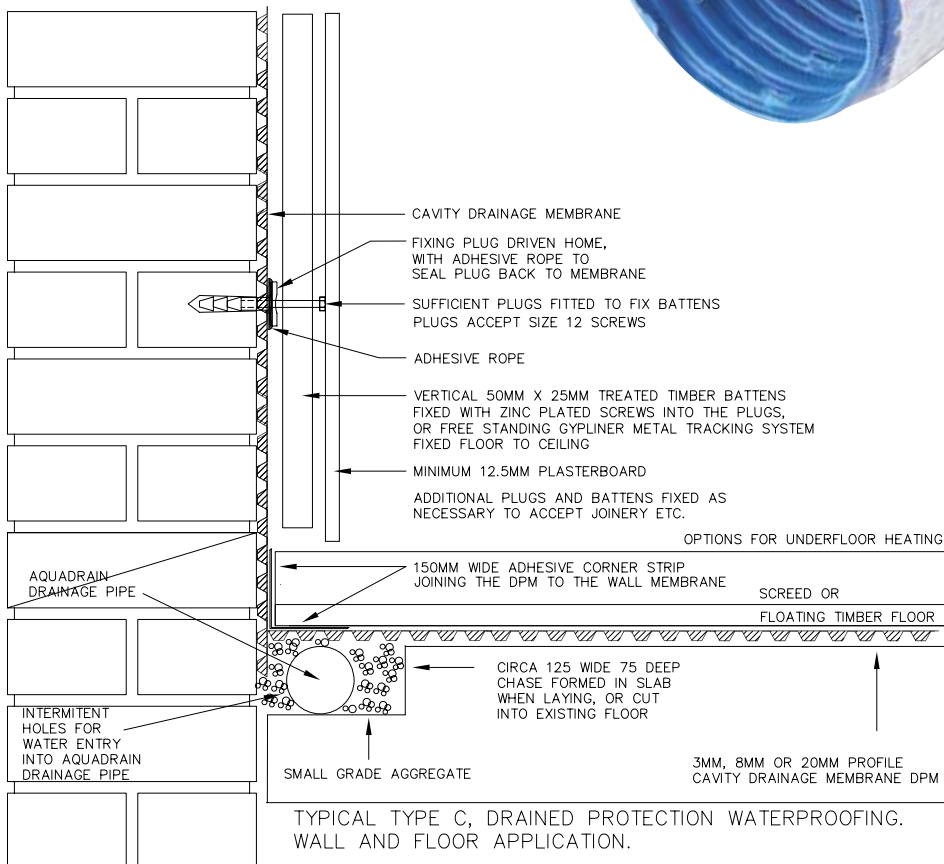 CAVITY DRAINAGE MEMBRANE
FIXING PLUG DRIVEN HOME,
WITH ADHESIVE ROPE TO
SEAL PLUG BACK TO MEMBRANE
SUFFICIENT PLUGS FITTED TO FIX BATTENS
PLUGS ACCEPT SIZE 12 SCREWS
ADHESIVE ROPE
VERTICAL 50MM X 25MM TREATED TIMBER BATTENS
FIXED WITH ZINC PLATED SCREWS INTO THE PLUGS,
OR FREE STANDING GYPLINER METAL TRACKING SYSTEM
FIXED FLOOR TO CEILING
MINIMUM 12.5MM PLASTERBOARD
ADDITIONAL PLUGS AND BATTENS FIXED AS
NECESSARY TO ACCEPT JOINERY ETC.
OPTIONS FOR UNDERFLOOR HEATING
150MM WIDE ADHESIVE CORNER STRIP
JOINING THE DPM TO THE WALL MEMBRANE
SCREED OR
FLOATING TIMBER FLOOR
AQUADRAIN
DRAINAGE PIPE
CIRCA 125 WIDE 75 DEEP
CHASE FORMED IN SLAB
WHEN LAYING, OR CUT
INTO EXISTING FLOOR
INTERMITENT
HOLES FOR
WATER ENTRY
INTO AQUADRAIN
DRAINAGE PIPE
SMALL GRADE AGGREGATE
3MM, 8MM OR 20MM PROFILE
CAVITY DRAINAGE MEMBRANE DPM
TYPICAL TYPE C, DRAINED PROTECTION WATERPROOFING.
WALL AND FLOOR APPLICATION.